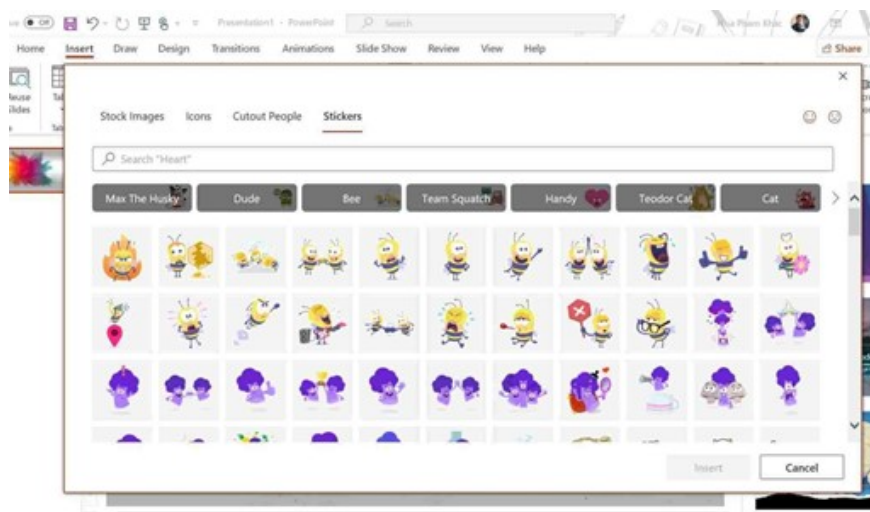 Off
Presentation1 - PowerPoint
Search
Home Insert Draw Design Transitions Animations Slide Show Review View Help Share
Stock Images Icons Cutout People Stickers
Search "Heart"
Max The Husky Dude Bee Team Squatch Handy Teodor Cat Cat
Insert Cancel